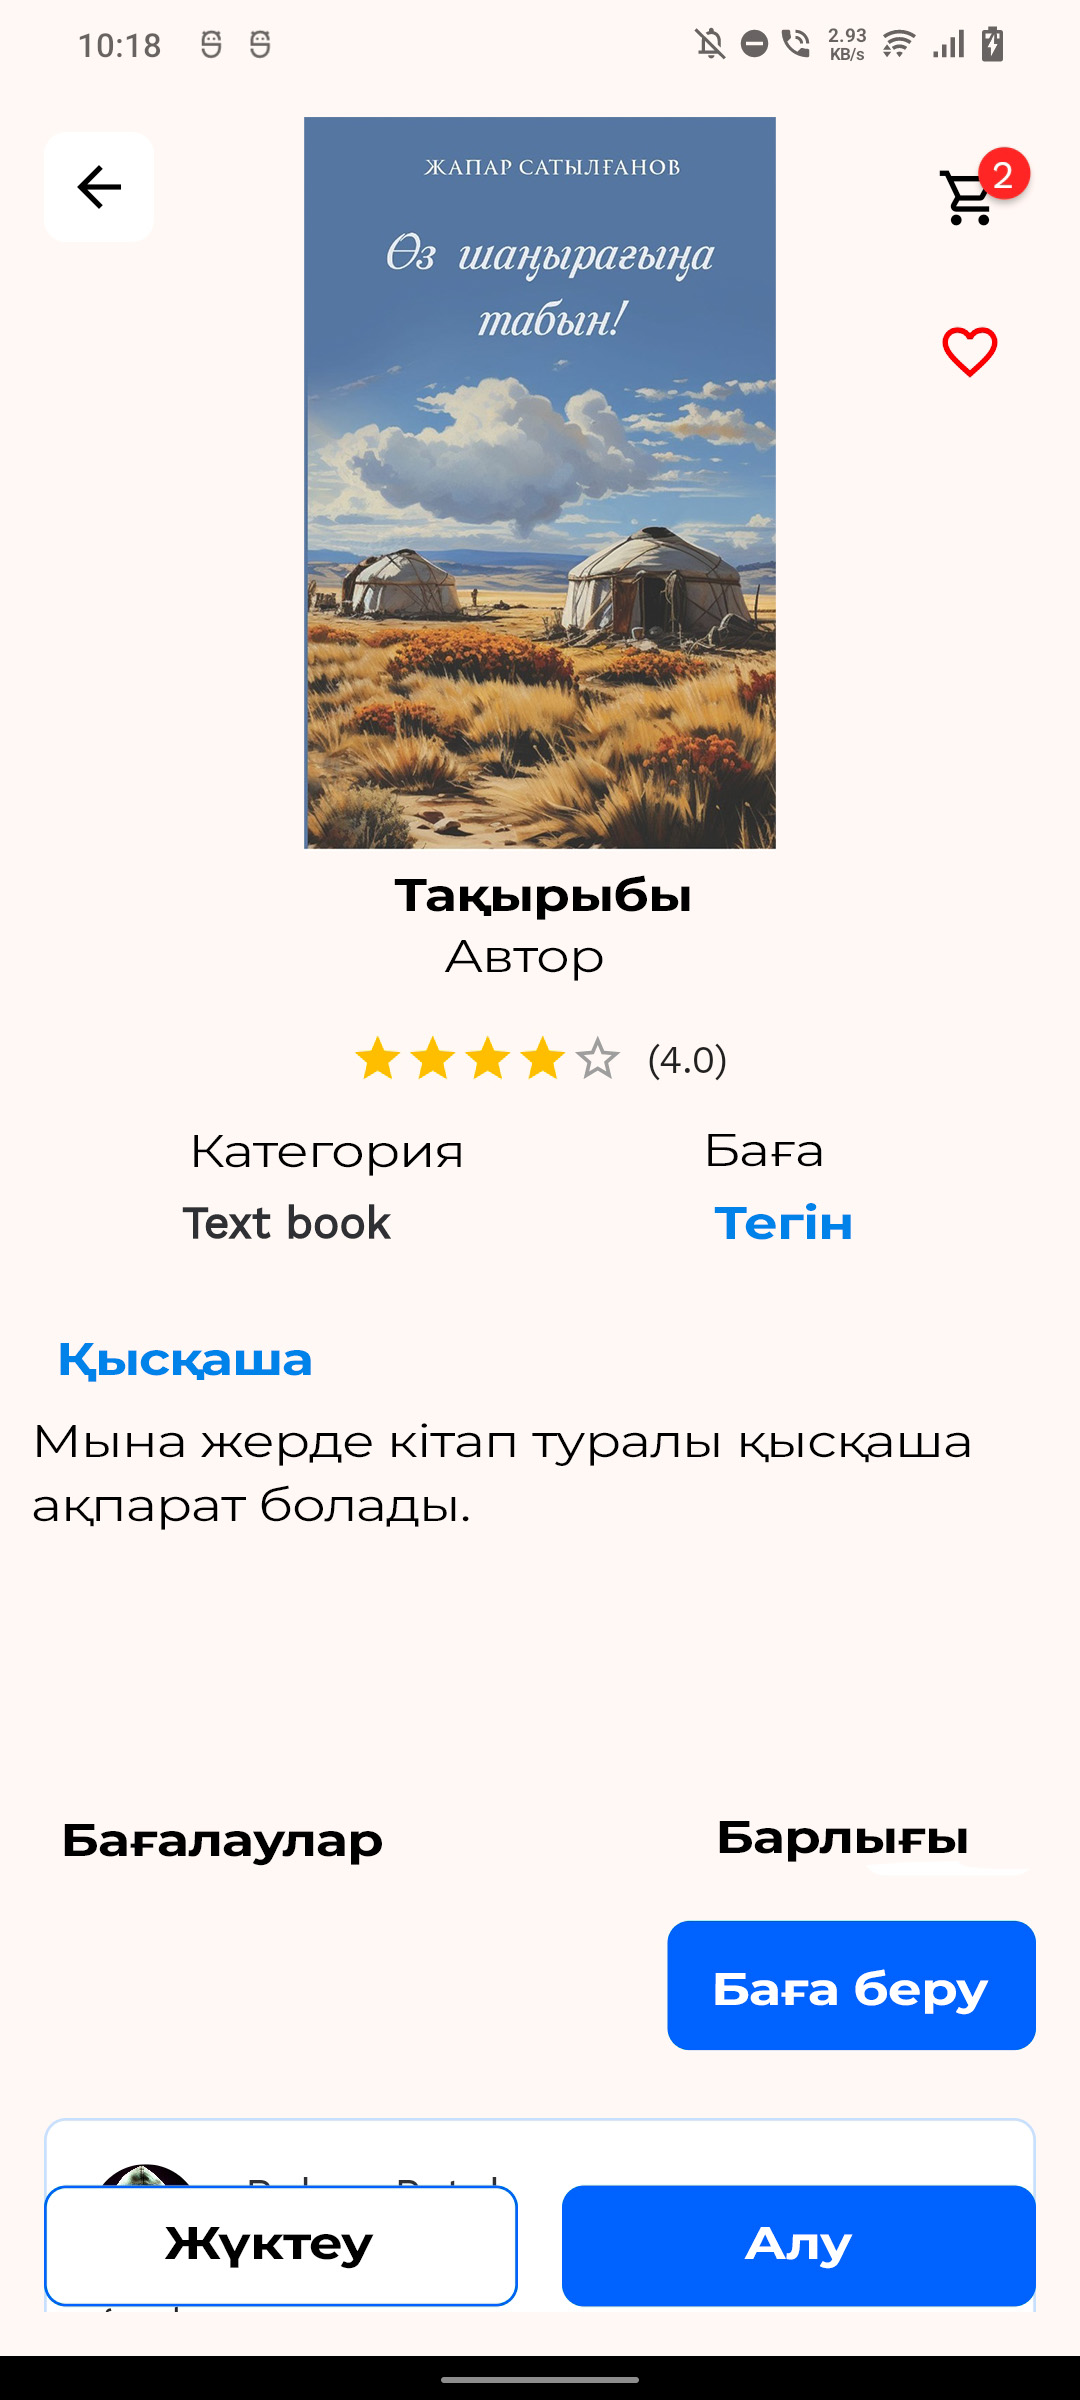 10:18
2.93
KB/s
2
ЖАПАР САТЫЛҒАНОВ
Өз шаңырағыңа
табын!
Тақырыбы
Автор
(4.0)
Категория
Баға
Text book
Тегін
Қысқаша
Мына жерде кітап туралы қысқаша
ақпарат болады.
Бағалаулар
Барлығы
Баға беру
Жүктеу
Алу